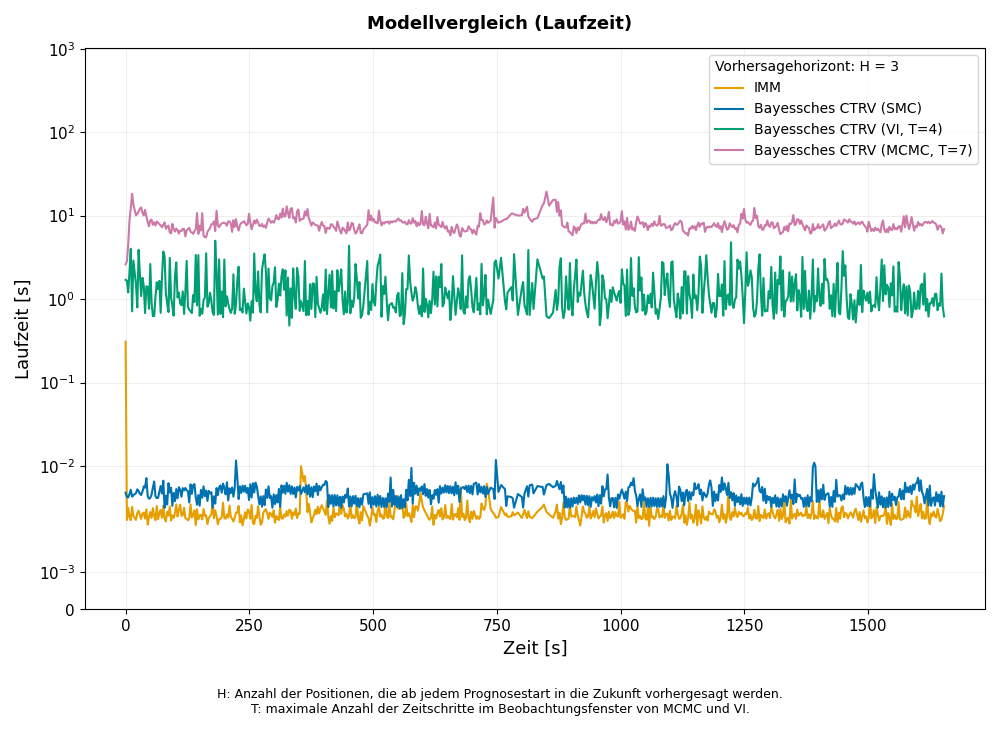 Modellvergleich (Laufzeit)
Vorhersagehorizont: H = 3
IMM
Bayessches CTRV (SMC)
Bayessches CTRV (VI, T=4)
Bayessches CTRV (MCMC, T=7)
Laufzeit [s]
10³
10²
10¹
10⁰
10⁻¹
10⁻²
10⁻³
0
0 250 500 750 1000 1250 1500
Zeit [s]
H: Anzahl der Positionen, die ab jedem Prognosestart in die Zukunft vorhergesagt werden.
T: maximale Anzahl der Zeitschritte im Beobachtungsfenster von MCMC und VI.